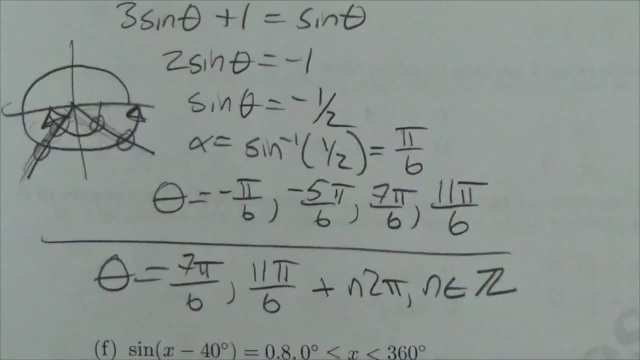 3sinθ + 1 = sinθ
2sinθ = -1
sinθ = -1/2
α = sin⁻¹(1/2) = π/6
θ = -π/6, -5π/6, 7π/6, 11π/6
θ = 7π/6, 11π/6 + n2π, n∈ℤ
(f) sin(x − 40°) = 0.8, 0° < x < 360°